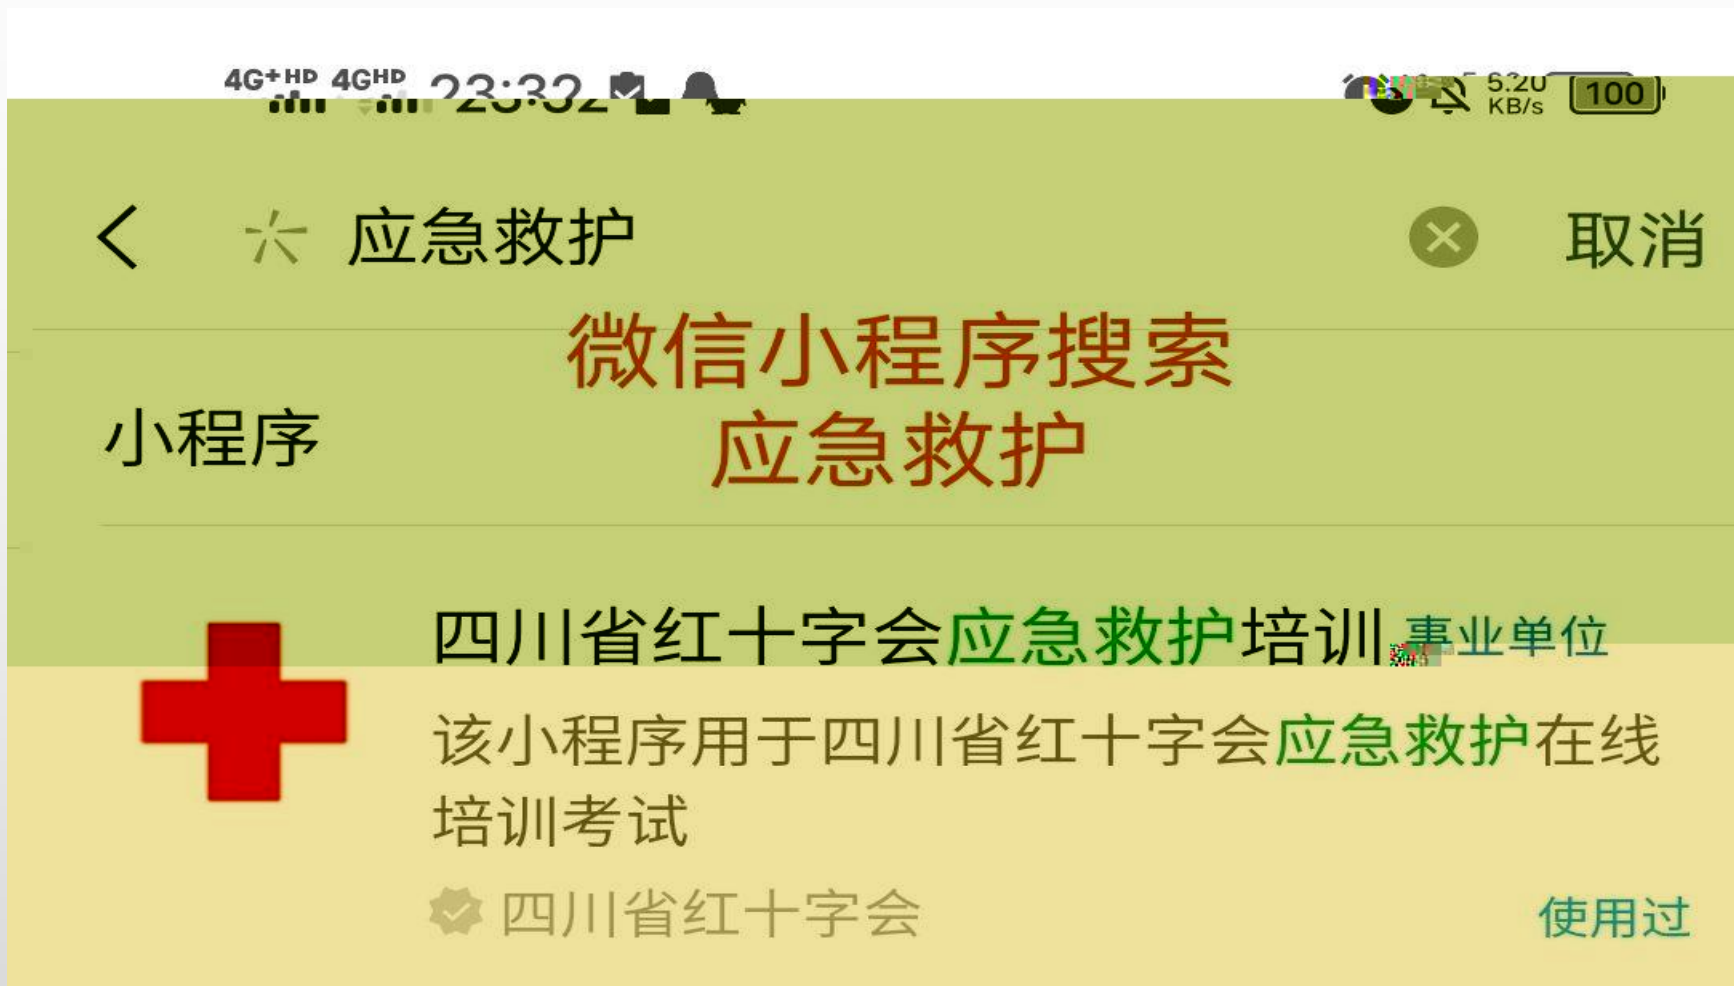 4G+HD 4GHD 23:32 5.20 KB/s 100
应急救护 取消
微信小程序搜索
应急救护
小程序
四川省红十字会应急救护培训 事业单位
该小程序用于四川省红十字会应急救护在线
培训考试
四川省红十字会 使用过